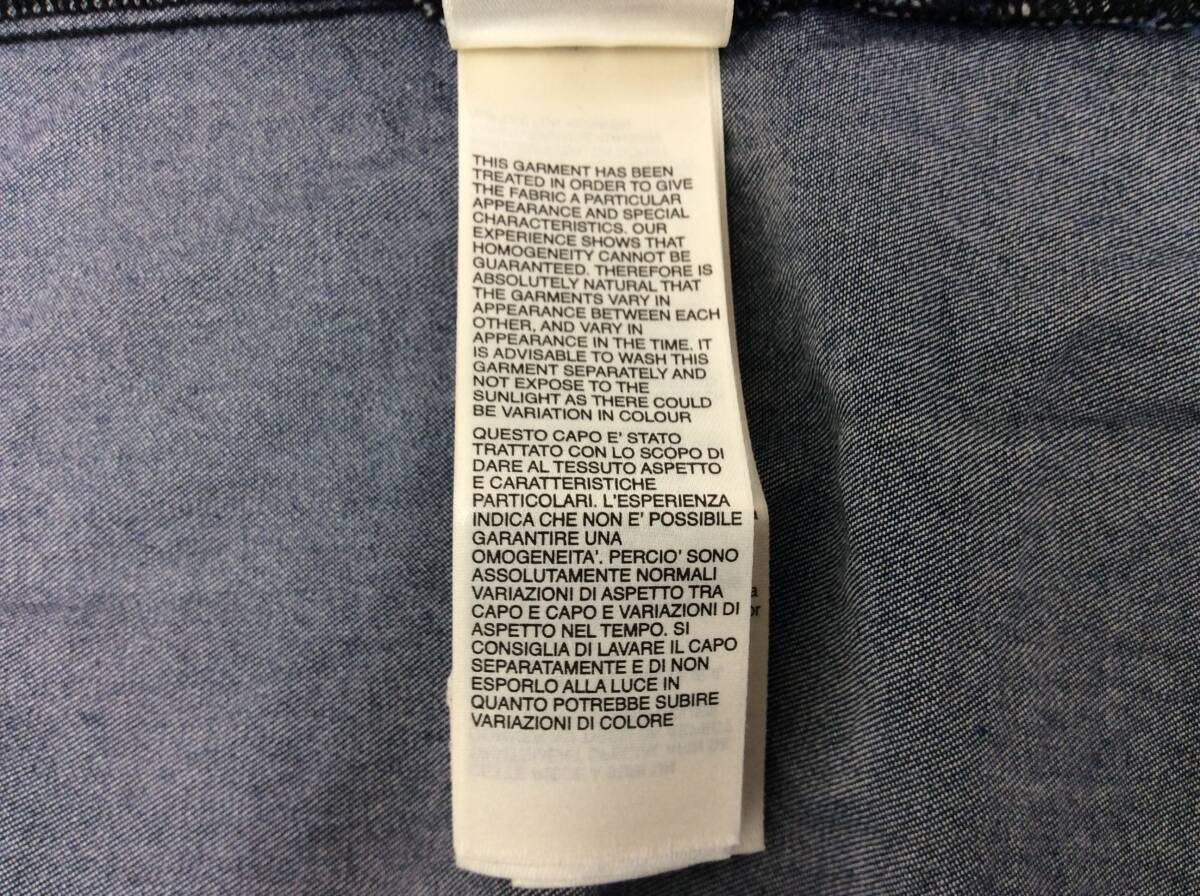 THIS GARMENT HAS BEEN
TREATED IN ORDER TO GIVE
THE FABRIC A PARTICULAR
APPEARANCE AND SPECIAL
CHARACTERISTICS. OUR
EXPERIENCE SHOWS THAT
HOMOGENEITY CANNOT BE
GUARANTEED. THEREFORE IS
ABSOLUTELY NATURAL THAT
THE GARMENTS VARY IN
APPEARANCE BETWEEN EACH
OTHER, AND VARY IN
APPEARANCE IN THE TIME. IT
IS ADVISABLE TO WASH THIS
GARMENT SEPARATELY AND
NOT EXPOSE TO THE
SUNLIGHT AS THERE COULD
BE VARIATION IN COLOUR
QUESTO CAPO E' STATO
TRATTATO CON LO SCOPO DI
DARE AL TESSUTO ASPETTO
E CARATTERISTICHE
PARTICOLARI. L'ESPERIENZA
INDICA CHE NON E' POSSIBILE
GARANTIRE UNA
OMOGENEITA'. PERCIO' SONO
ASSOLUTAMENTE NORMALI
VARIAZIONI DI ASPETTO TRA
CAPO E CAPO E VARIAZIONI DI
ASPETTO NEL TEMPO. SI
CONSIGLIA DI LAVARE IL CAPO
SEPARATAMENTE E DI NON
ESPORLO ALLA LUCE IN
QUANTO POTREBBE SUBIRE
VARIAZIONI DI COLORE